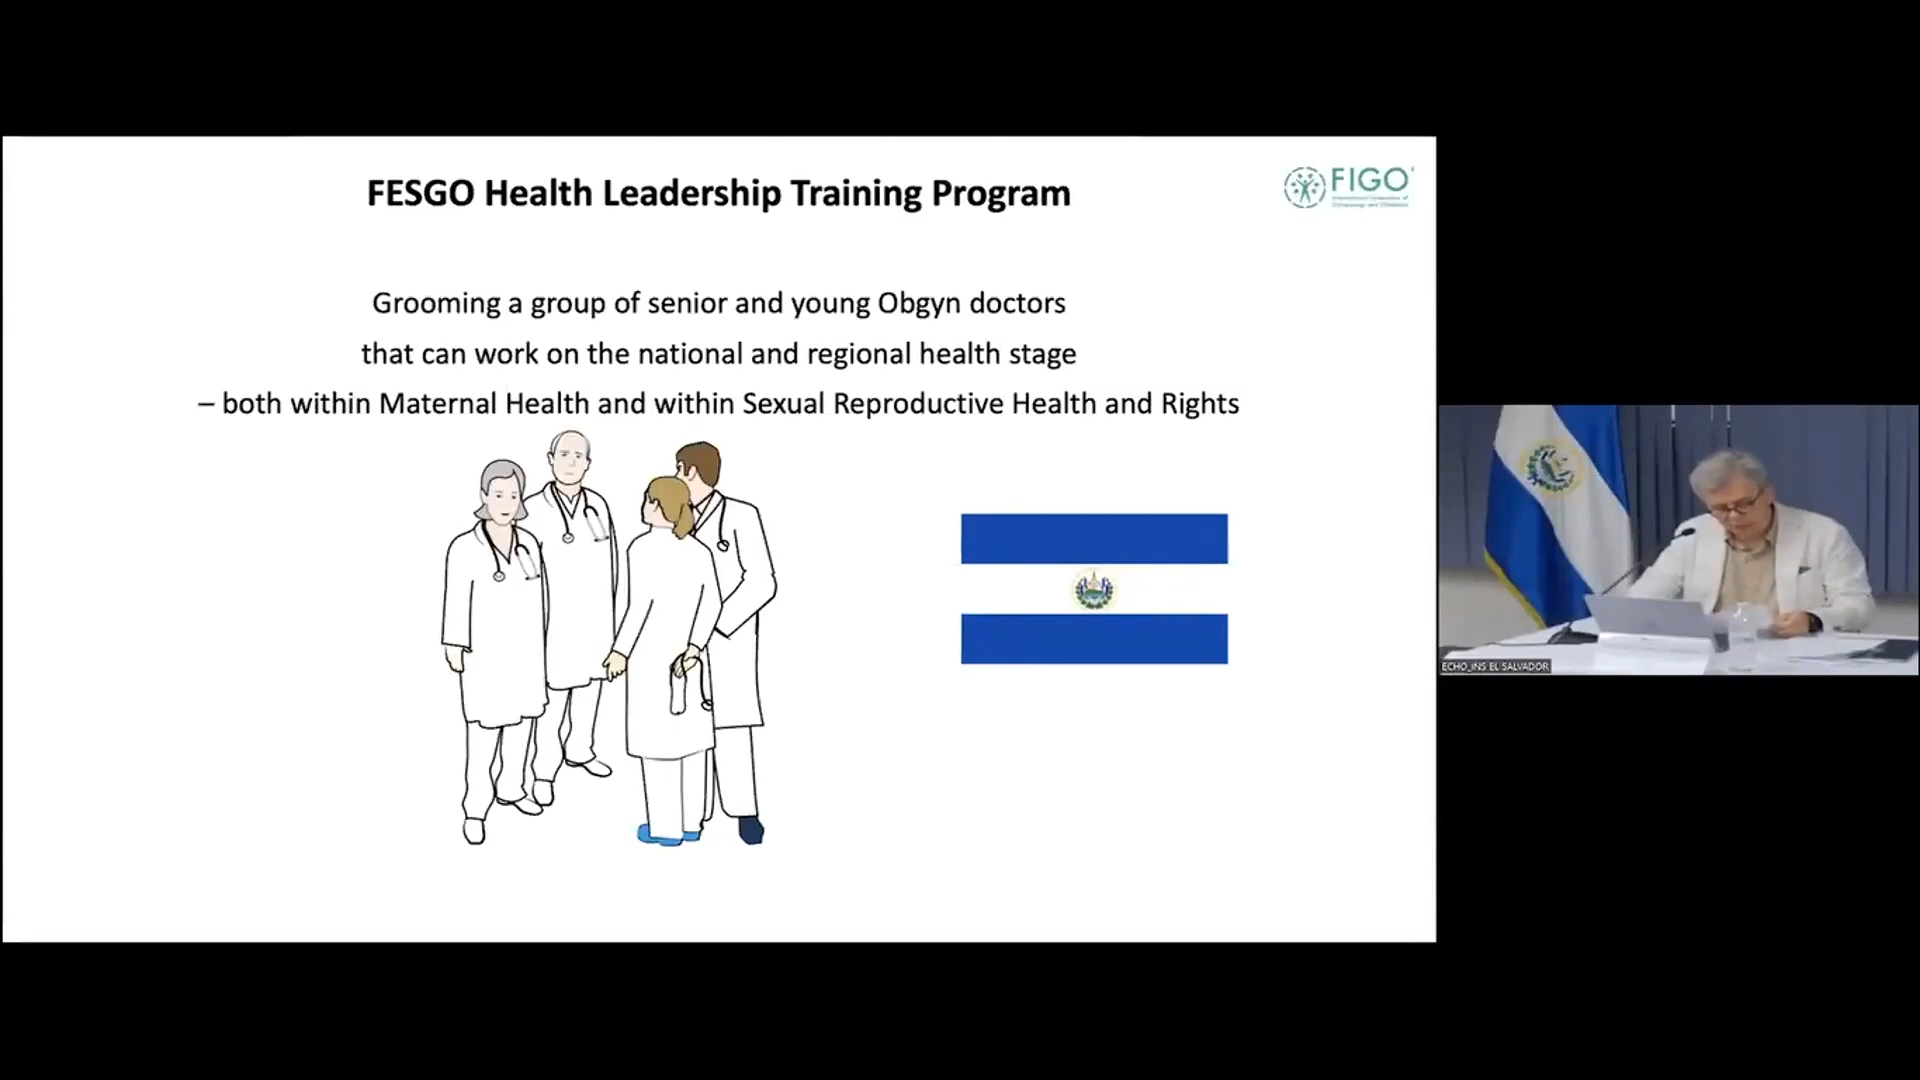 FESGO Health Leadership Training Program
FIGO
Grooming a group of senior and young Obgyn doctors
that can work on the national and regional health stage
– both within Maternal Health and within Sexual Reproductive Health and Rights
ECHO_INS EL SALVADOR